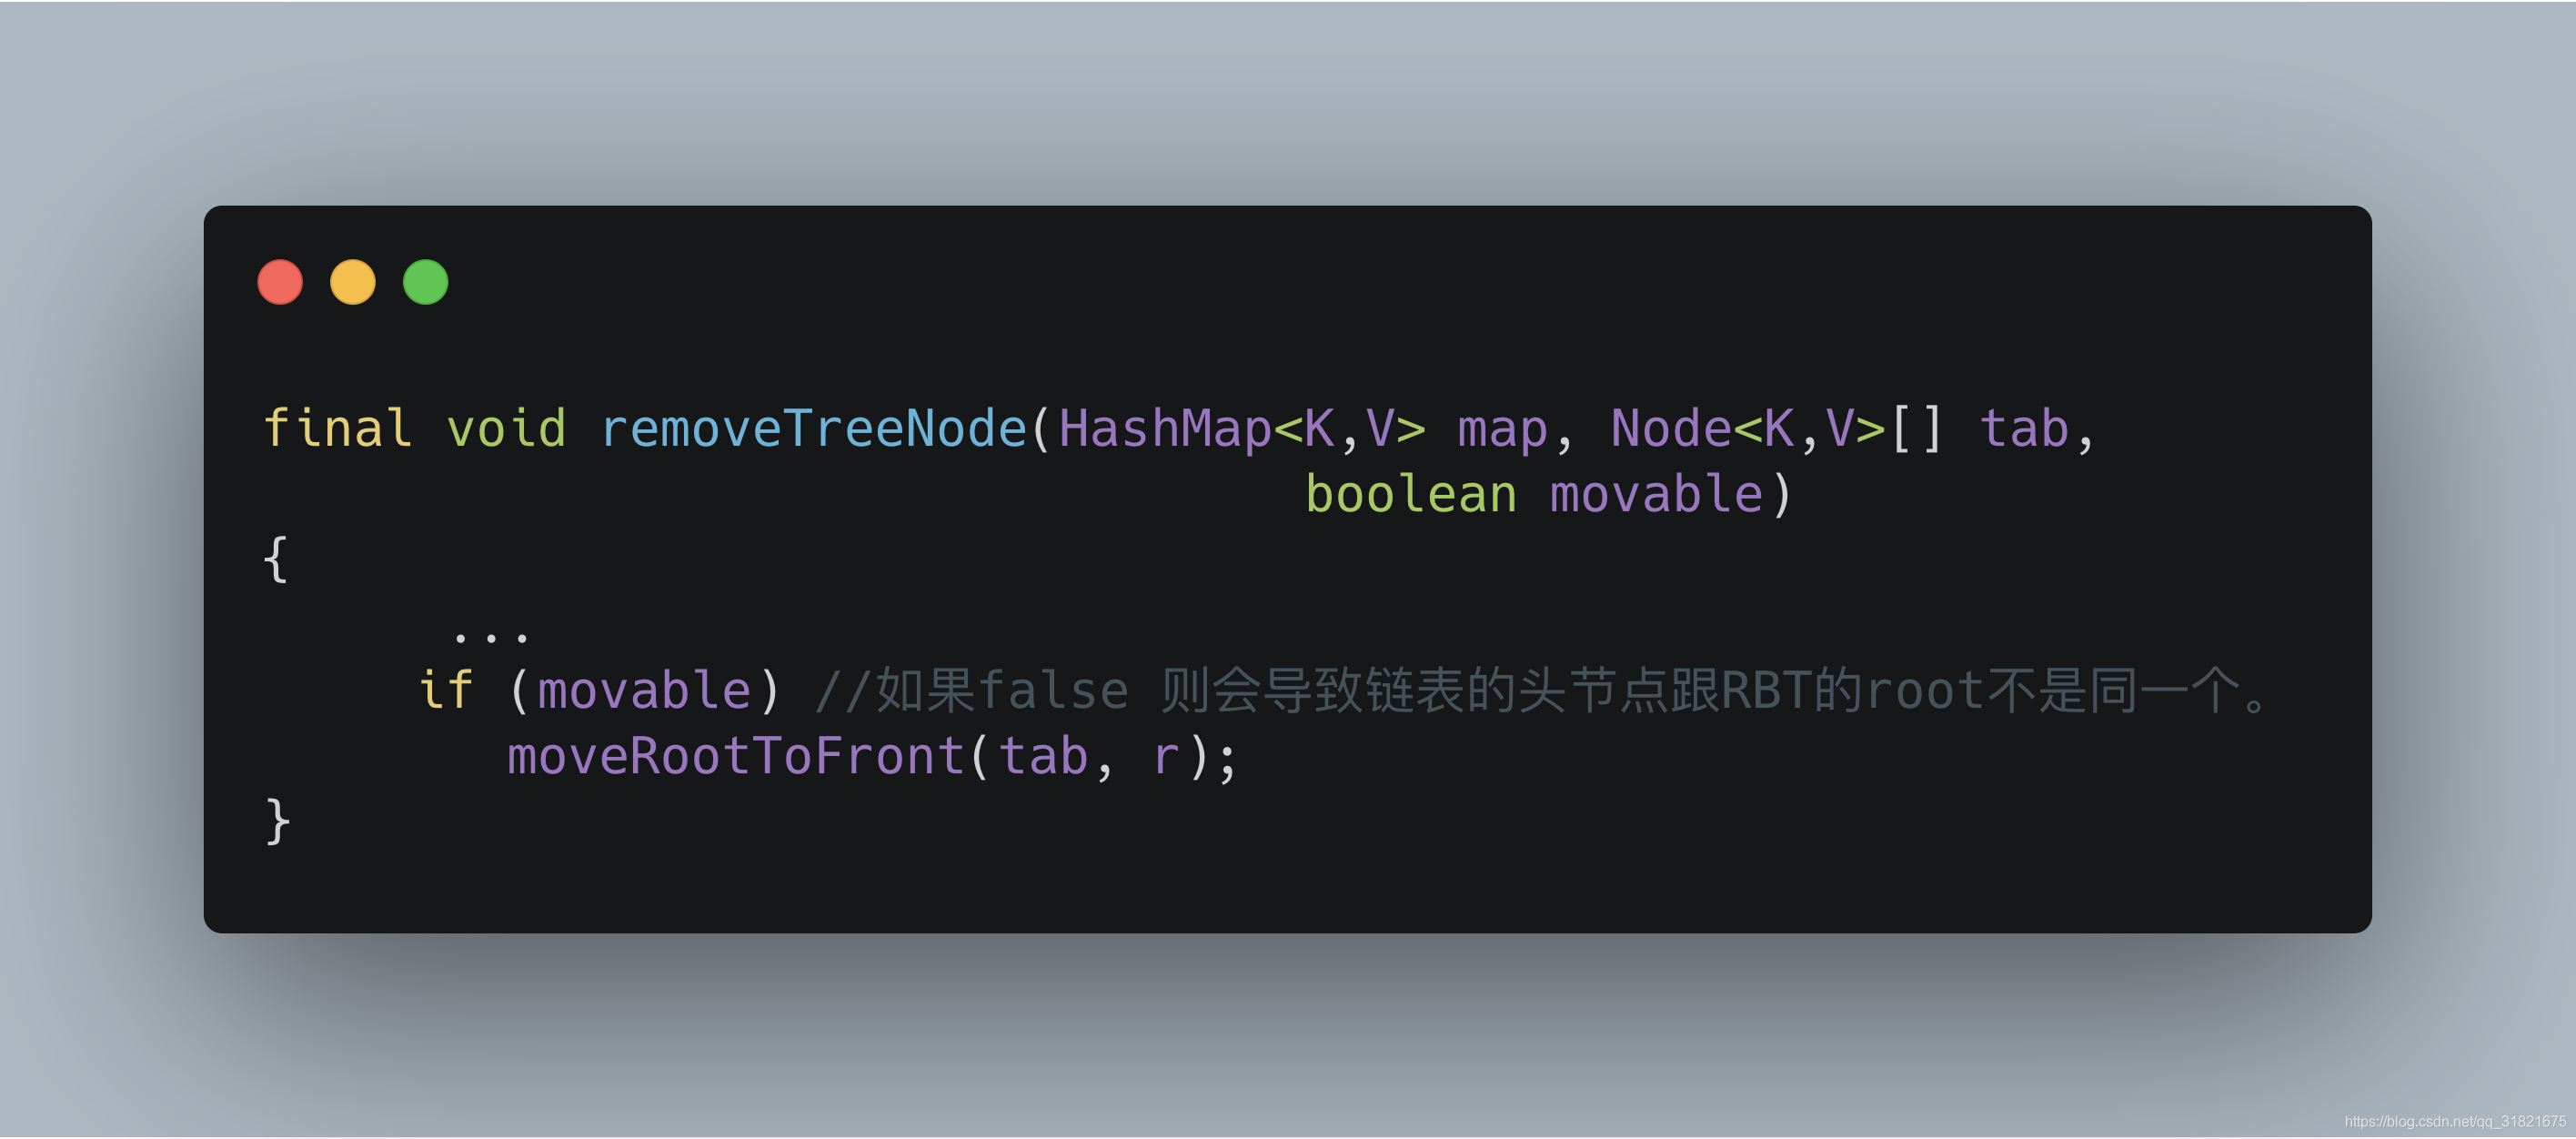 final void removeTreeNode(HashMap<K,V> map, Node<K,V>[] tab,
boolean movable)
{
...
if (movable) //如果false 则会导致链表的头节点跟RBT的root不是同一个。
moveRootToFront(tab, r);
}
https://blog.csdn.net/qq_31821675